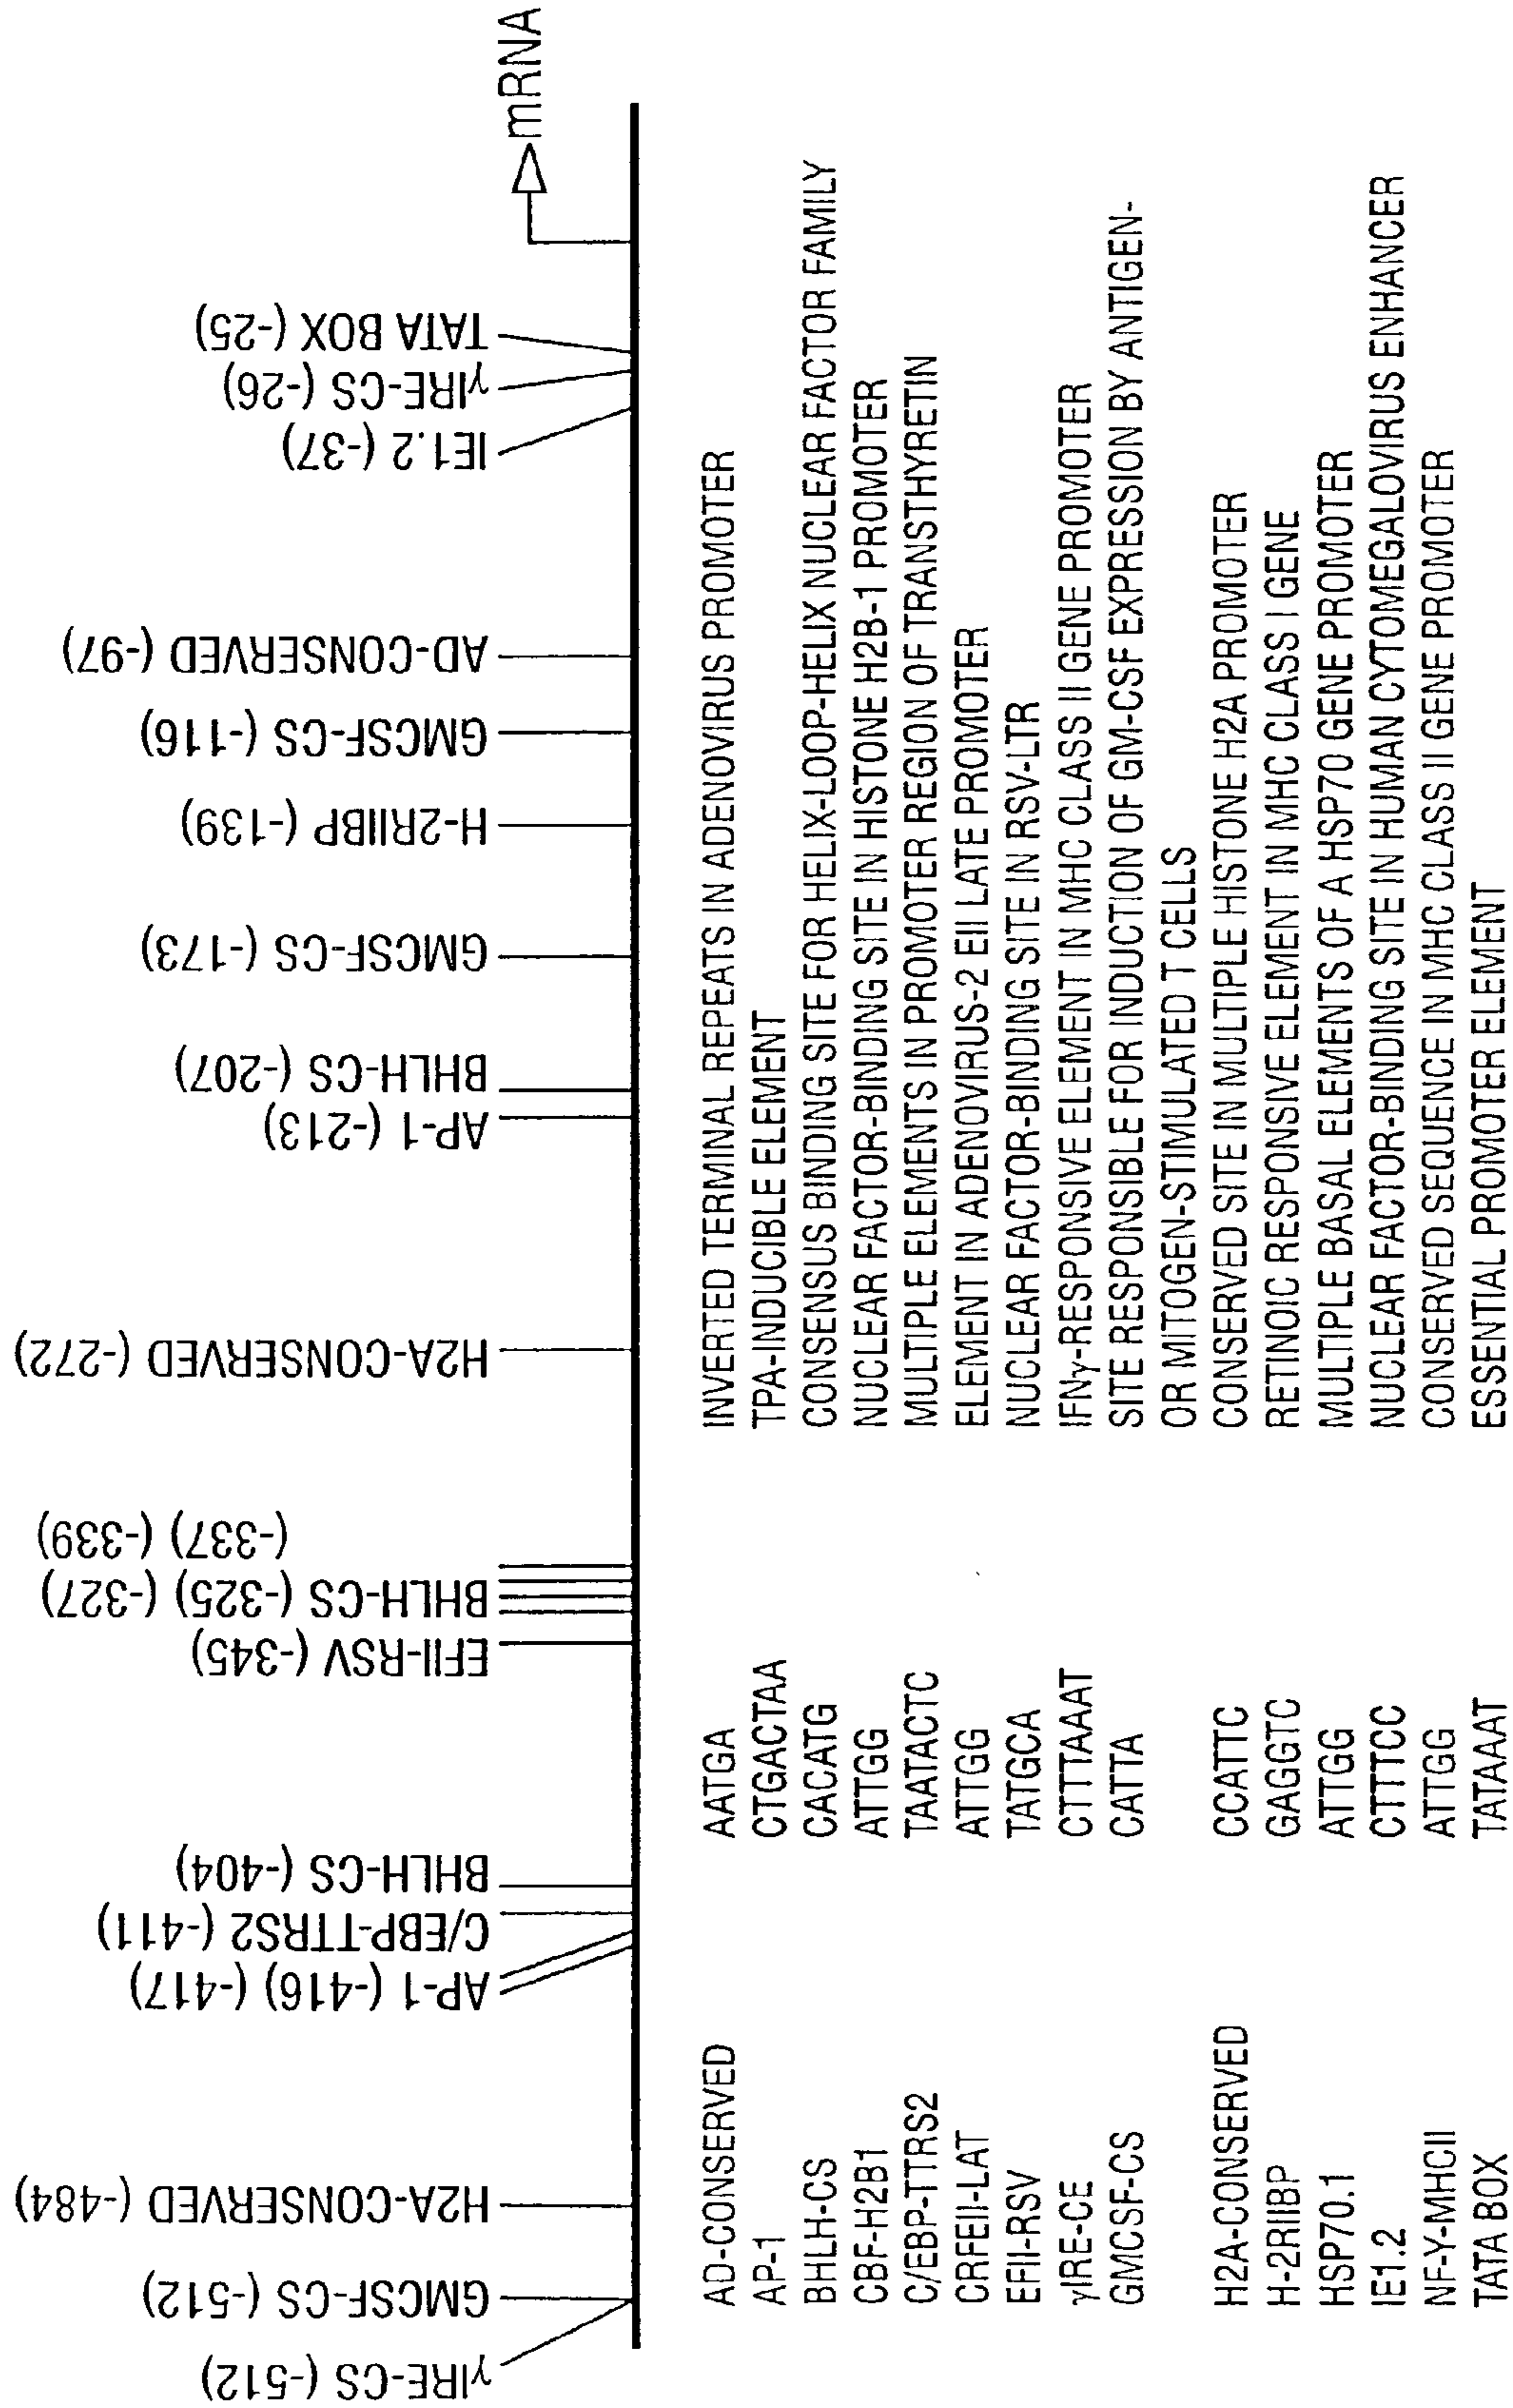 γIRE-CS (-512)
GMCSF-CS (-512)
H2A-CONSERVED (-484)
AP-1 (-416) (-417)
C/EBP-TTRS2 (-411)
BHLH-CS (-404)
EFII-RSV (-345)
BHLH-CS (-325) (-327)
(-337) (-339)
H2A-CONSERVED (-272)
AP-1 (-213)
BHLH-CS (-207)
GMCSF-CS (-173)
H-2RIIBP (-139)
GMCSF-CS (-116)
AD-CONSERVED (-97)
IE1.2 (-37)
γIRE-CS (-26)
TATA BOX (-25)
mRNA
AD-CONSERVED AATGA INVERTED TERMINAL REPEATS IN ADENOVIRUS PROMOTER
AP-1 CTGACTAA TPA-INDUCIBLE ELEMENT
BHLH-CS CACATG CONSENSUS BINDING SITE FOR HELIX-LOOP-HELIX NUCLEAR FACTOR FAMILY
CBF-H2B1 ATTGG NUCLEAR FACTOR-BINDING SITE IN HISTONE H2B-1 PROMOTER
C/EBP-TTRS2 TAATACTC MULTIPLE ELEMENTS IN PROMOTER REGION OF TRANSTHYRETIN
CRFEII-LAT ATTGG ELEMENT IN ADENOVIRUS-2 EII LATE PROMOTER
EFII-RSV TATGCA NUCLEAR FACTOR-BINDING SITE IN RSV-LTR
γIRE-CE CTTTAAAT IFNγ-RESPONSIVE ELEMENT IN MHC CLASS II GENE PROMOTER
GMCSF-CS CATTA SITE RESPONSIBLE FOR INDUCTION OF GM-CSF EXPRESSION BY ANTIGEN-
OR MITOGEN-STIMULATED T CELLS
H2A-CONSERVED CCATTC CONSERVED SITE IN MULTIPLE HISTONE H2A PROMOTER
H-2RIIBP GAGGTC RETINOIC RESPONSIVE ELEMENT IN MHC CLASS I GENE
HSP70.1 ATTGG MULTIPLE BASAL ELEMENTS OF A HSP70 GENE PROMOTER
IE1.2 CTTTCC NUCLEAR FACTOR-BINDING SITE IN HUMAN CYTOMEGALOVIRUS ENHANCER
NF-Y-MHCII ATTGG CONSERVED SEQUENCE IN MHC CLASS II GENE PROMOTER
TATA BOX TATAAAT ESSENTIAL PROMOTER ELEMENT